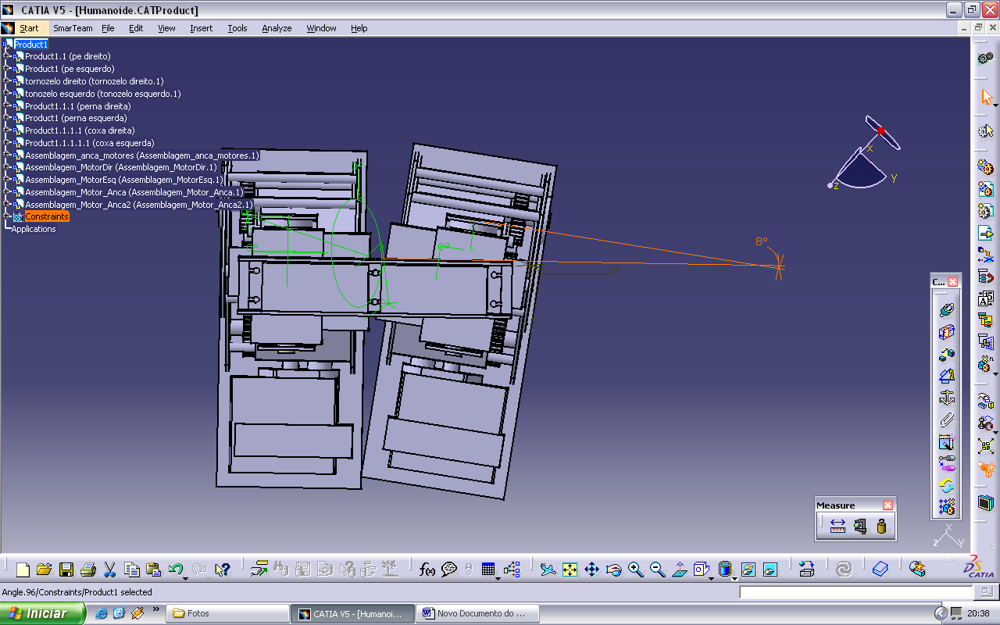 CATIA V5 - [Humanoide.CATProduct]
Start SmarTeam File Edit View Insert Tools Analyze Window Help
Product1
Product1.1 (pe direito)
Product1 (pe esquerdo)
tornozelo direito (tornozelo direito.1)
tonozelo esquerdo (tonozelo esquerdo.1)
Product1.1.1 (perna direita)
Product1 (perna esquerda)
Product1.1.1.1 (coxa direita)
Product1.1.1.1.1 (coxa esquerda)
Assemblagem_anca_motores (Assemblagem_anca_motores.1)
Assemblagem_MotorDir (Assemblagem_MotorDir.1)
Assemblagem_MotorEsq (Assemblagem_MotorEsq.1)
Assemblagem_Motor_Anca (Assemblagem_Motor_Anca.1)
Assemblagem_Motor_Anca2 (Assemblagem_Motor_Anca2.1)
Constraints
Applications
x
y
z
8°
0°
0°
C...
Measure
x
z y
f(x)
CATIA
Angle.96/Constraints/Product1 selected
Iniciar
Fotos
CATIA V5 - [Humanoi...
Novo Documento do ...
20:38